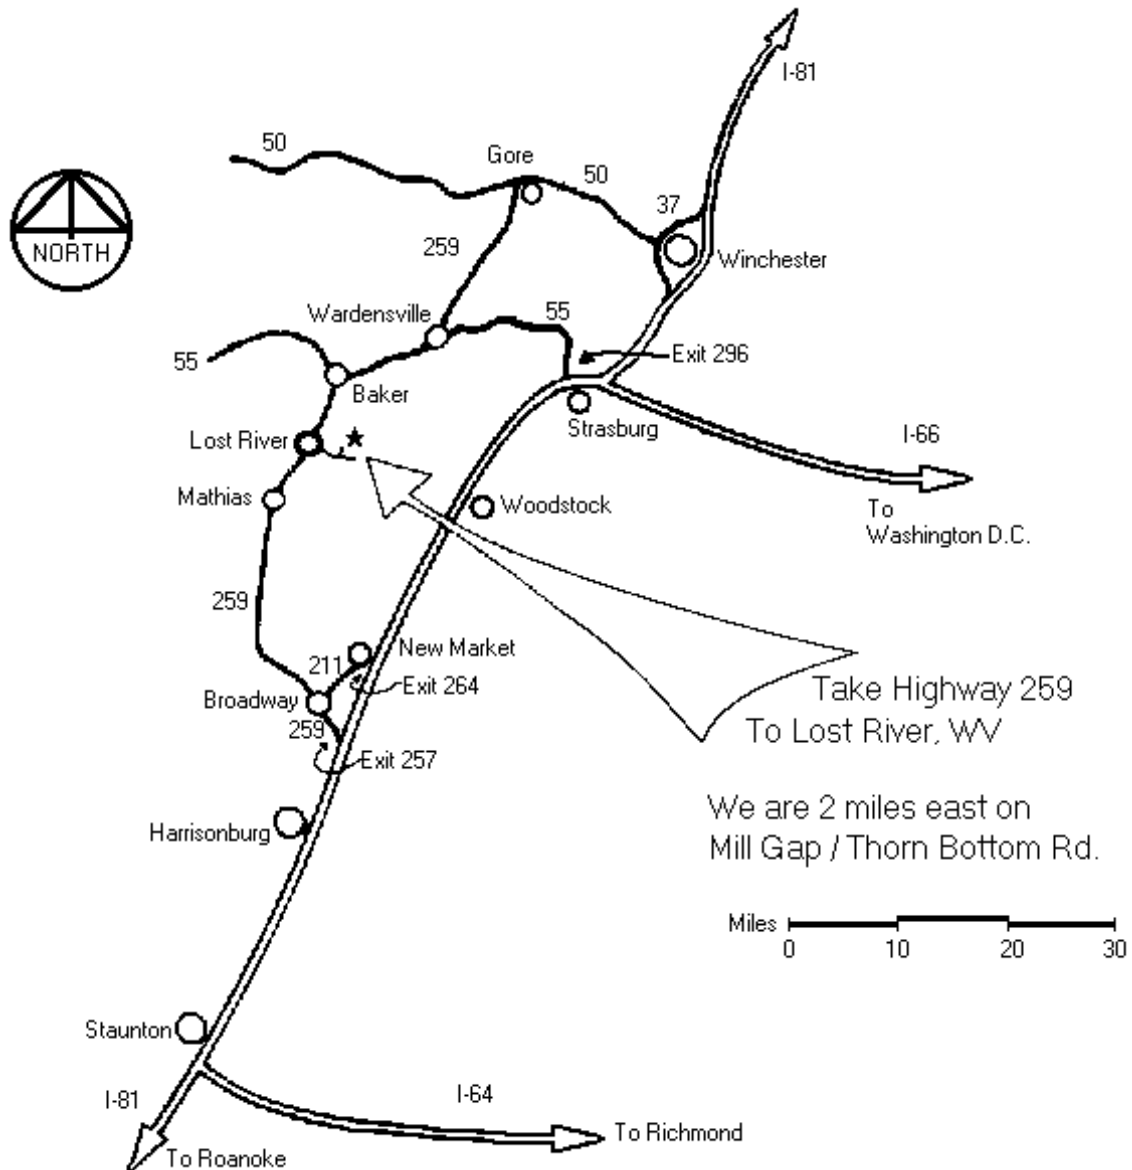 I-81
50
Gore
50
37
NORTH
259
Winchester
Wardensville
55
55
Exit 296
Baker
Lost River
Strasburg
I-66
Mathias
Woodstock
To
Washington D.C.
259
New Market
211
Exit 264
Broadway
259
Exit 257
Take Highway 259
To Lost River, WV
We are 2 miles east on
Mill Gap / Thorn Bottom Rd.
Harrisonburg
Miles
0 10 20 30
Staunton
I-81
I-64
To Richmond
To Roanoke